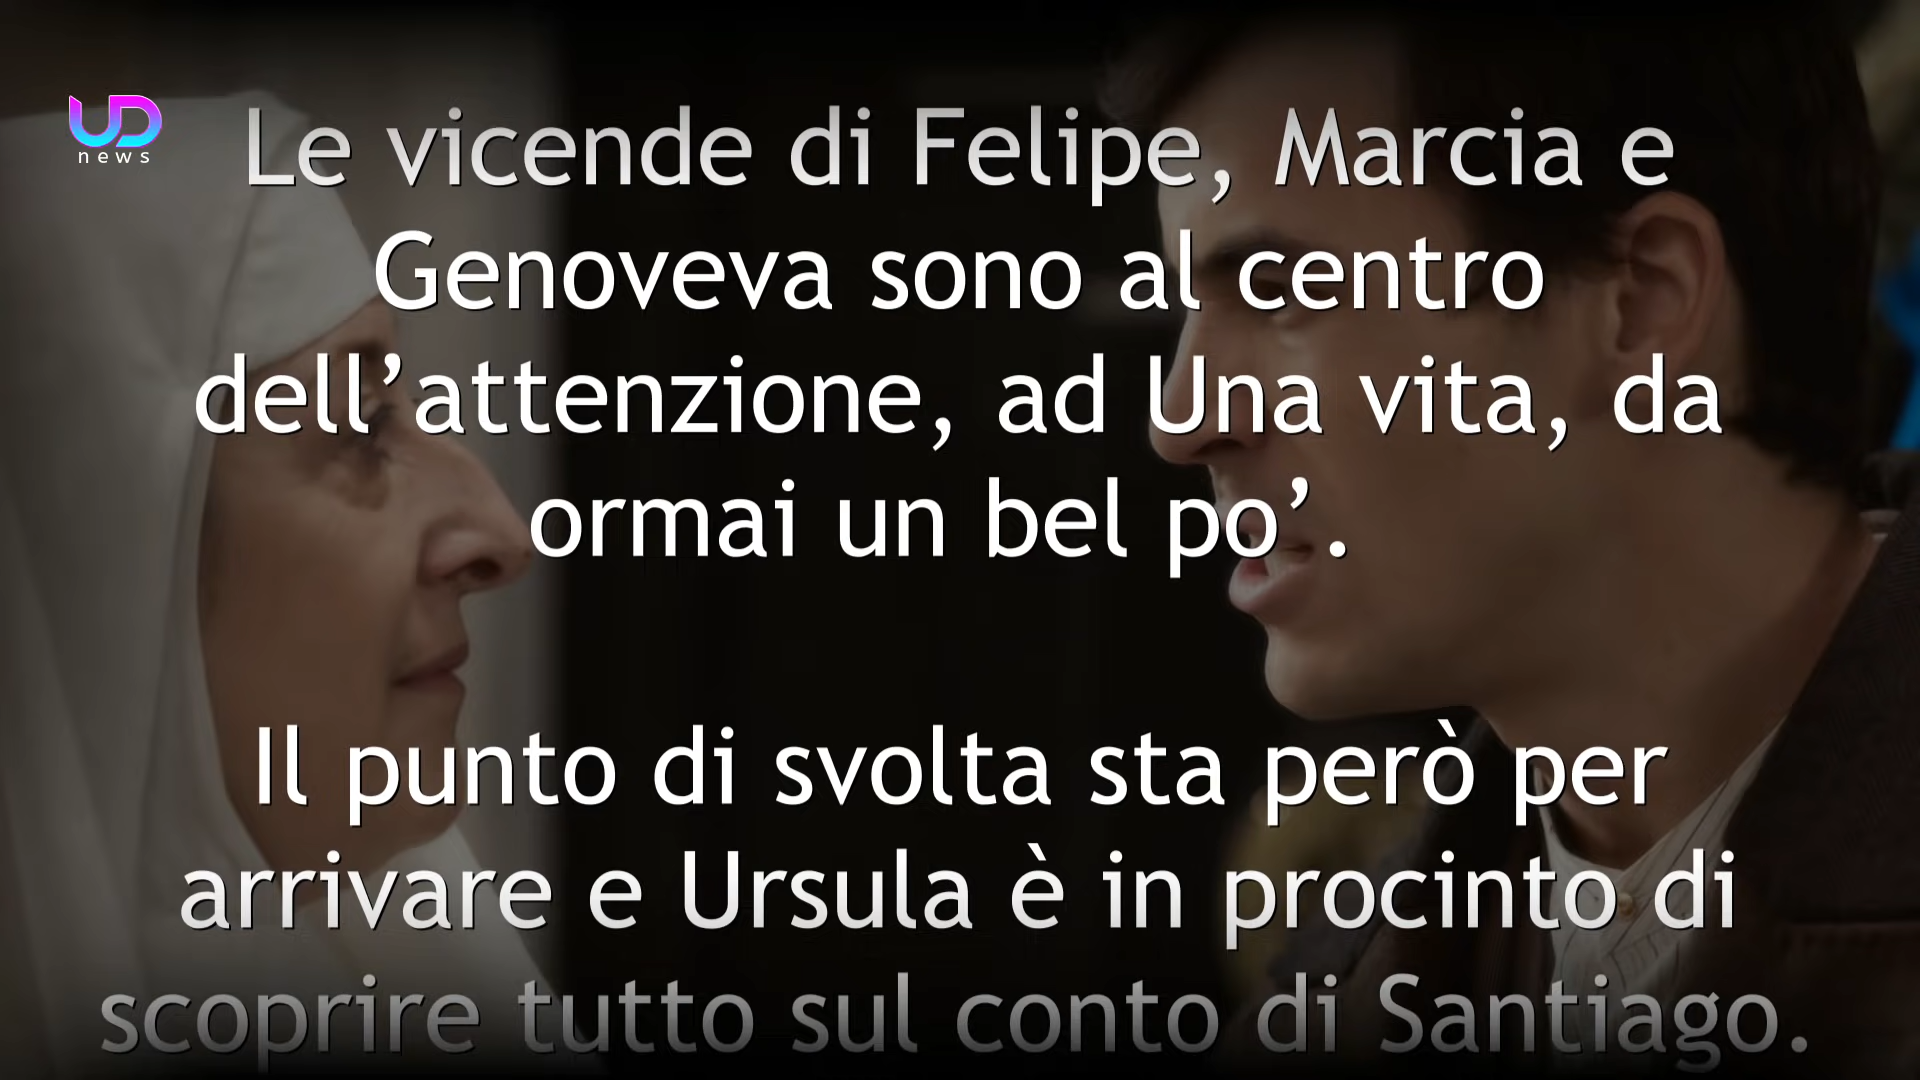 UD
news
Le vicende di Felipe, Marcia e
Genoveva sono al centro
dell’attenzione, ad Una vita, da
ormai un bel po’.
Il punto di svolta sta però per
arrivare e Ursula è in procinto di
scoprire tutto sul conto di Santiago.